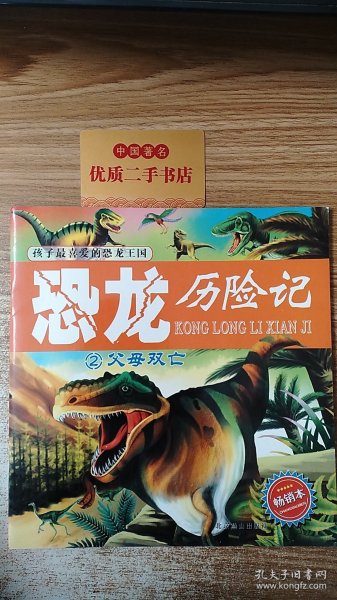 中国著名
优质二手书店
孩子最喜爱的恐龙王国
恐龙历险记
KONG LONG LI XIAN JI
②父母双亡
畅销本
孔夫子旧书网